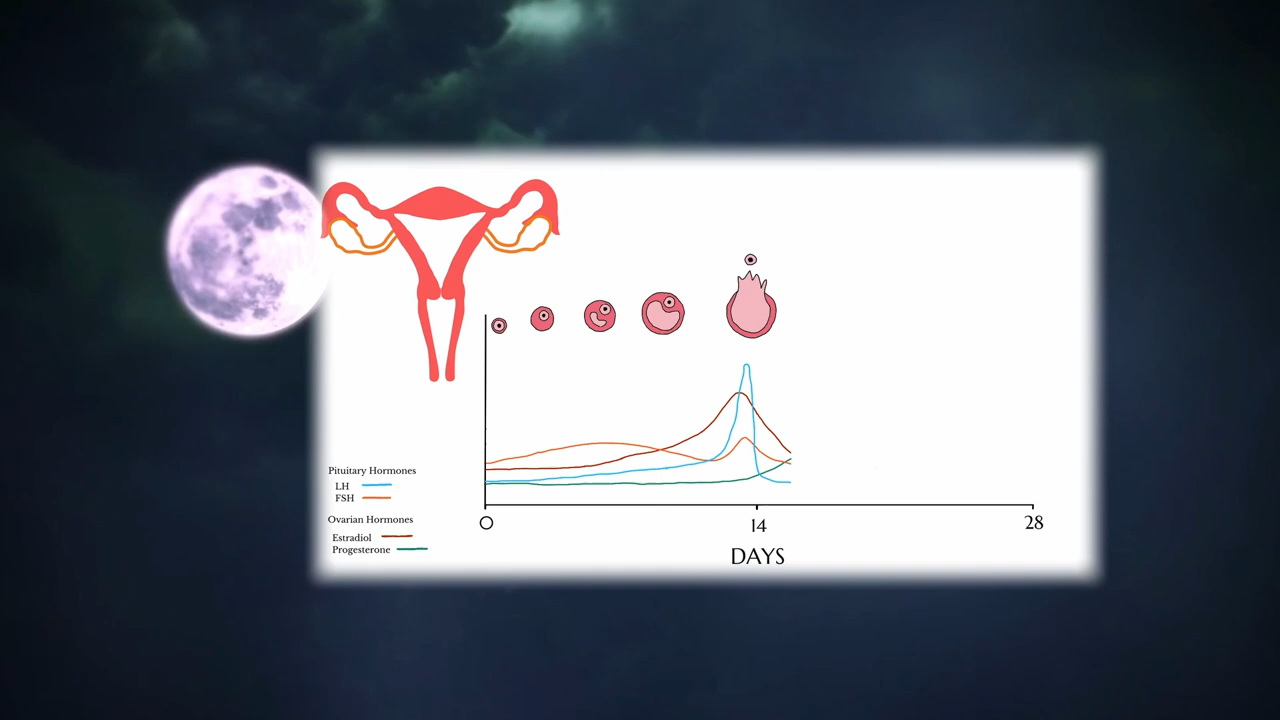 Pituitary Hormones
LH
FSH
Ovarian Hormones
Estradiol
Progesterone
0 14 28
DAYS